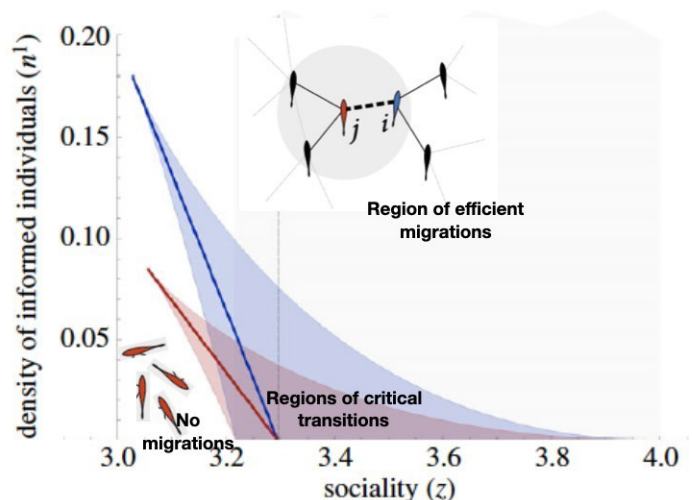 density of informed individuals (n¹)
0.20
0.15
0.10
0.05
j i
Region of efficient
migrations
Regions of critical
transitions
No
migrations
3.0 3.2 3.4 3.6 3.8 4.0
sociality (z)